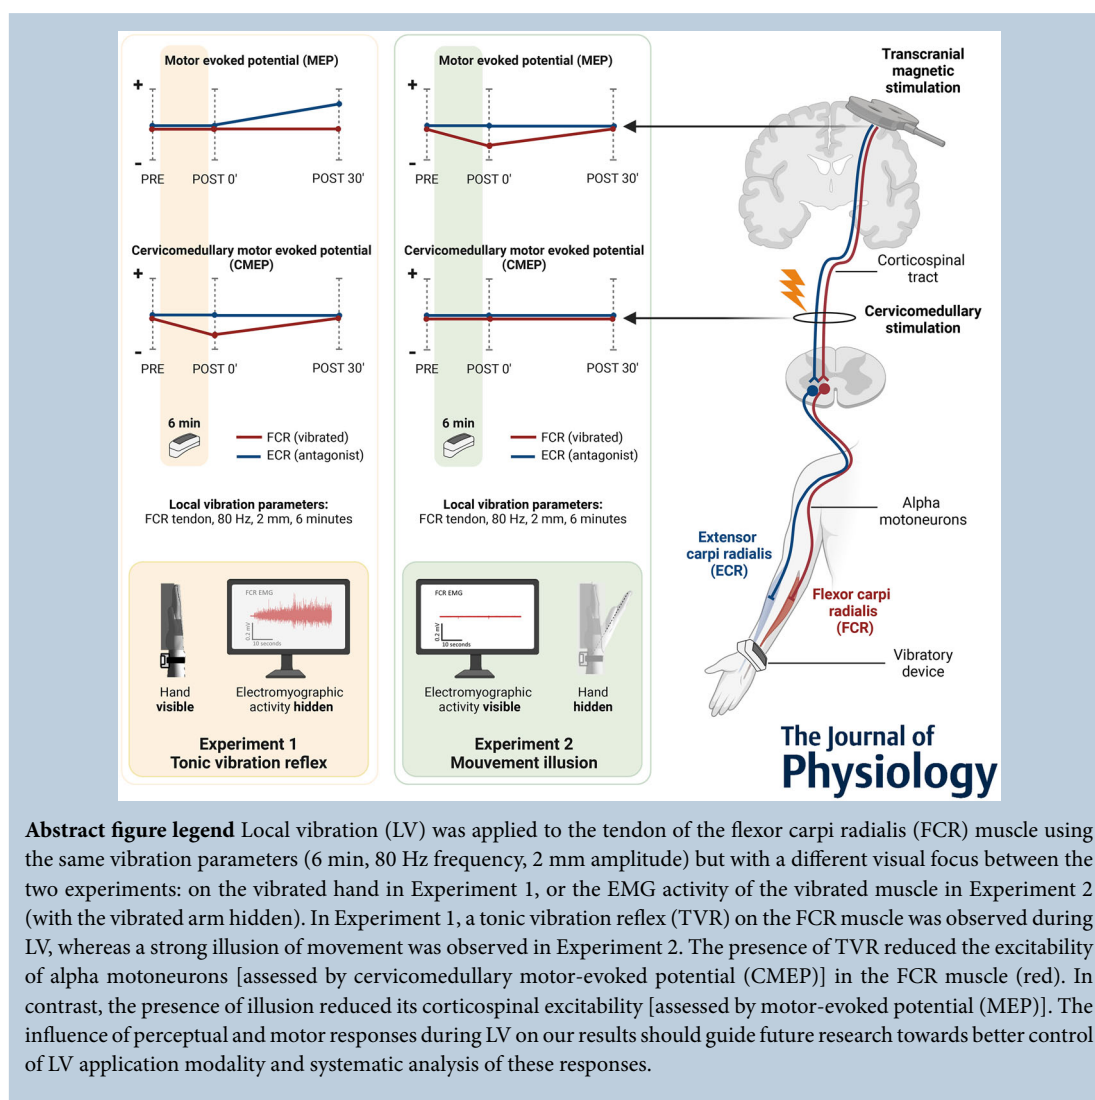 Motor evoked potential (MEP)
+
-
PRE
POST 0'
POST 30'
Cervicomedullary motor evoked potential
(CMEP)
+
-
PRE
POST 0'
POST 30'
6 min
FCR (vibrated)
ECR (antagonist)
Local vibration parameters:
FCR tendon, 80 Hz, 2 mm, 6 minutes
FCR EMG
0.2 mV
10 seconds
Hand
visible
Electromyographic
activity hidden
Experiment 1
Tonic vibration reflex
Motor evoked potential (MEP)
+
-
PRE
POST 0'
POST 30'
Cervicomedullary motor evoked potential
(CMEP)
+
-
PRE
POST 0'
POST 30'
6 min
FCR (vibrated)
ECR (antagonist)
Local vibration parameters:
FCR tendon, 80 Hz, 2 mm, 6 minutes
FCR EMG
0.2 mV
10 seconds
Electromyographic
activity visible
Hand
hidden
Experiment 2
Mouvement illusion
Transcranial
magnetic
stimulation
Corticospinal
tract
Cervicomedullary
stimulation
Alpha
motoneurons
Extensor
carpi radialis
(ECR)
Flexor carpi
radialis
(FCR)
Vibratory
device
The Journal of
Physiology
Abstract figure legend Local vibration (LV) was applied to the tendon of the flexor carpi radialis (FCR) muscle using
the same vibration parameters (6 min, 80 Hz frequency, 2 mm amplitude) but with a different visual focus between the
two experiments: on the vibrated hand in Experiment 1, or the EMG activity of the vibrated muscle in Experiment 2
(with the vibrated arm hidden). In Experiment 1, a tonic vibration reflex (TVR) on the FCR muscle was observed during
LV, whereas a strong illusion of movement was observed in Experiment 2. The presence of TVR reduced the excitability
of alpha motoneurons [assessed by cervicomedullary motor-evoked potential (CMEP)] in the FCR muscle (red). In
contrast, the presence of illusion reduced its corticospinal excitability [assessed by motor-evoked potential (MEP)]. The
influence of perceptual and motor responses during LV on our results should guide future research towards better control
of LV application modality and systematic analysis of these responses.